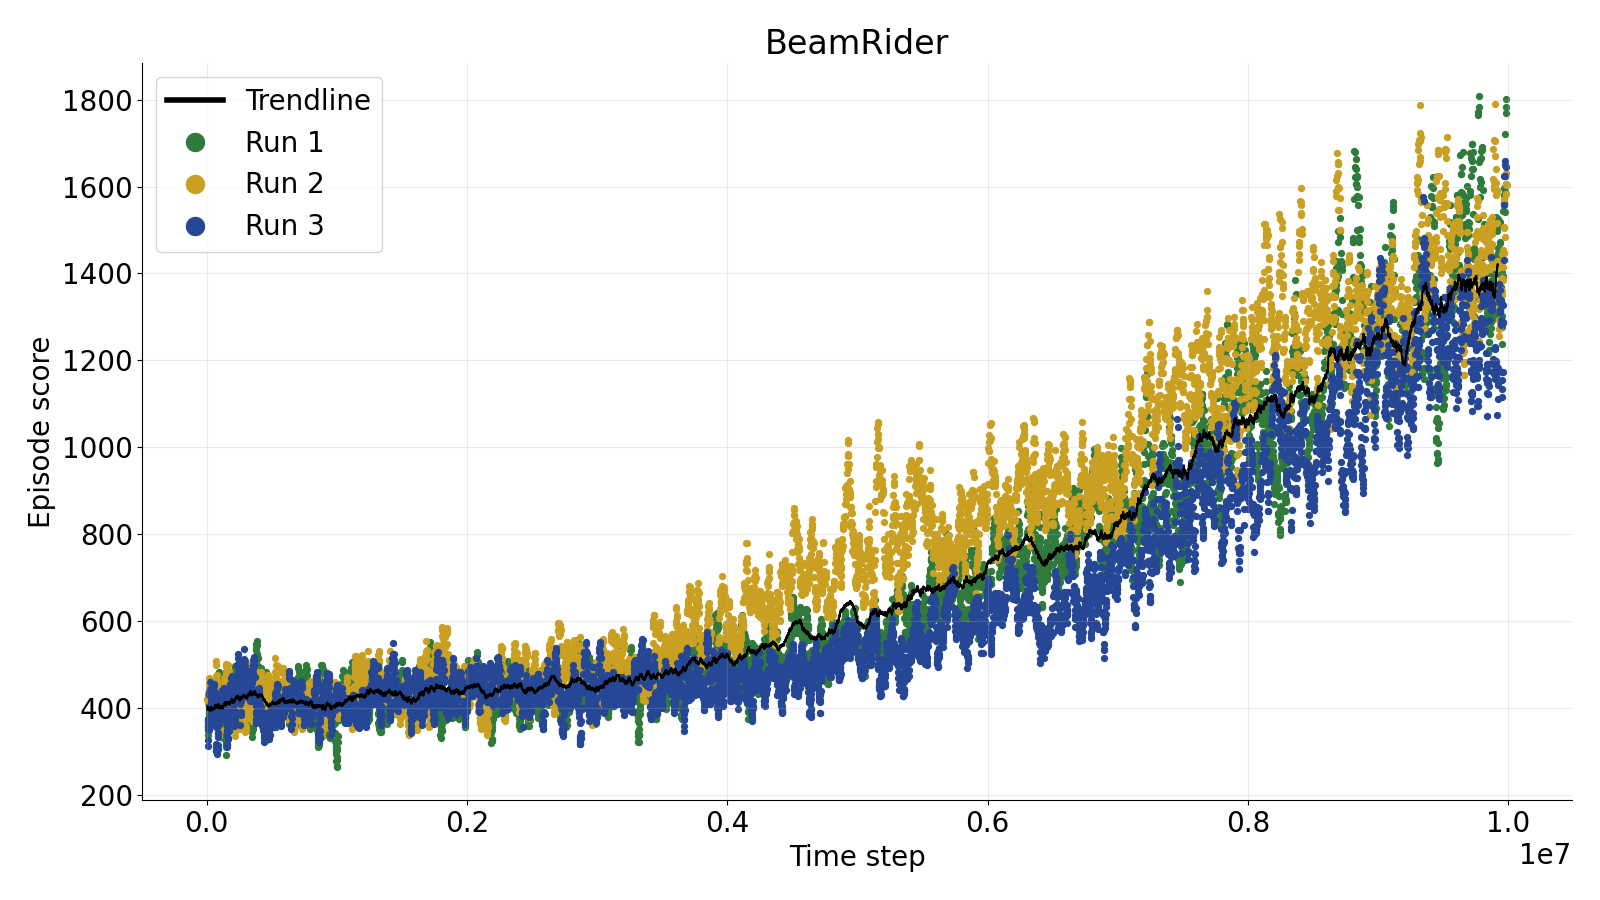 BeamRider
Trendline
Run 1
Run 2
Run 3
Episode score
1800
1600
1400
1200
1000
800
600
400
200
0.0 0.2 0.4 0.6 0.8 1.0
1e7
Time step